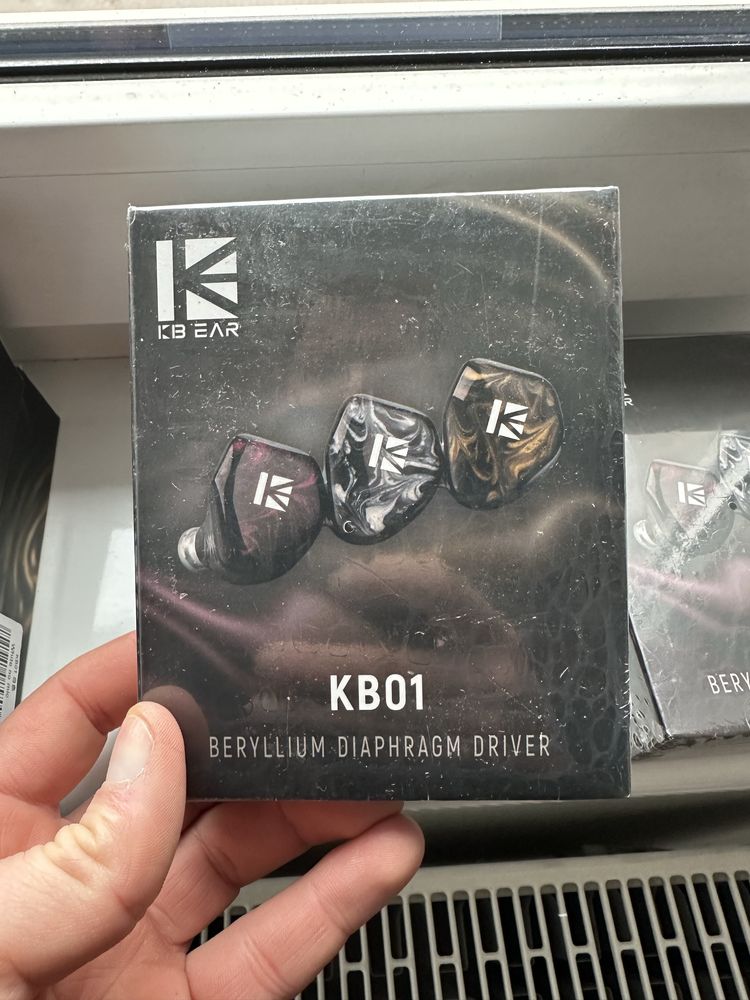 KB EAR
KB01
BERYLLIUM DIAPHRAGM DRIVER
BERY